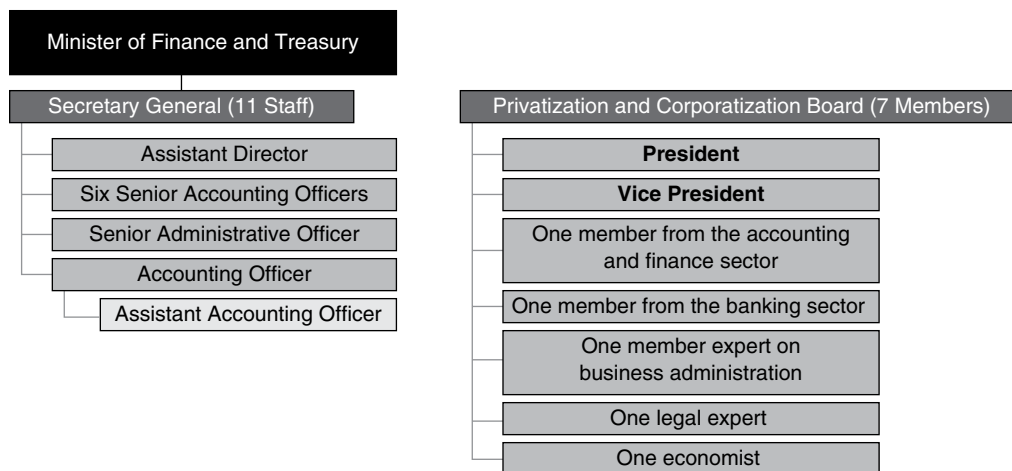 Minister of Finance and Treasury
Secretary General (11 Staff)
Assistant Director
Six Senior Accounting Officers
Senior Administrative Officer
Accounting Officer
Assistant Accounting Officer
Privatization and Corporatization Board (7 Members)
President
Vice President
One member from the accounting
and finance sector
One member from the banking sector
One member expert on
business administration
One legal expert
One economist